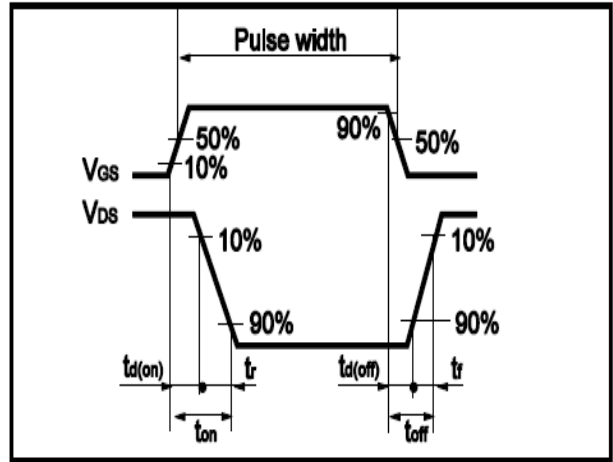 Pulse width
90%
50%
50%
10%
VGS
VDS
10%
10%
90%
90%
td(on)
tr
td(off)
tf
ton
toff